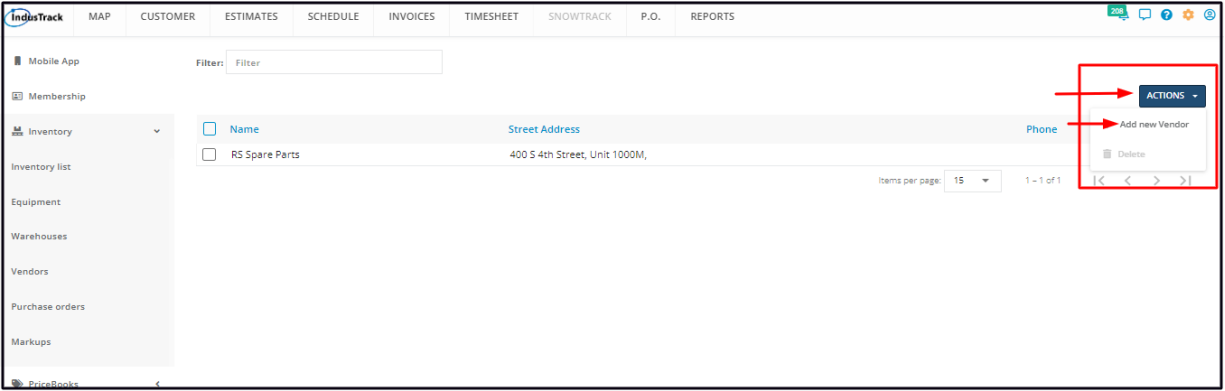 IndusTrack MAP CUSTOMER ESTIMATES SCHEDULE INVOICES TIMESHEET SNOWTRACK P.O. REPORTS 208
Mobile App
Filter: Filter
Membership
ACTIONS
Inventory
Name Street Address Phone
Add new Vendor
RS Spare Parts 400 S 4th Street, Unit 1000M,
Delete
Inventory list
Items per page: 15 1 – 1 of 1
Equipment
Warehouses
Vendors
Purchase orders
Markups
PriceBooks